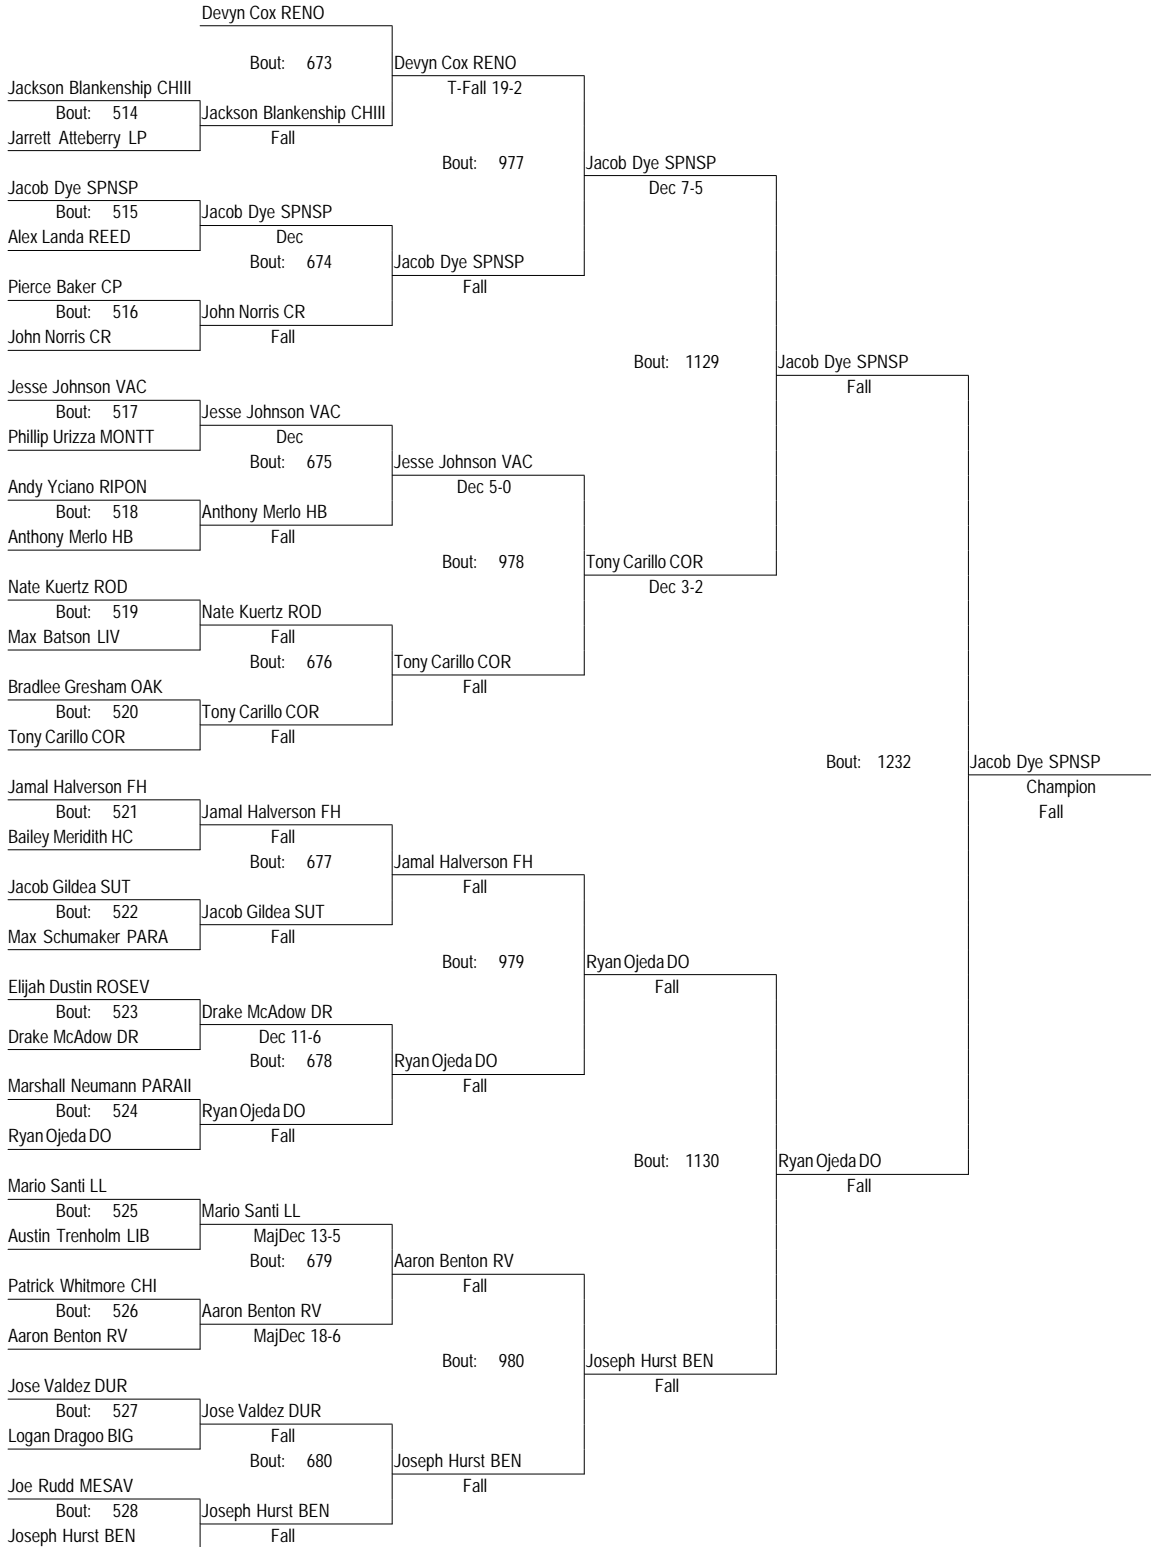 Devyn Cox RENO
Bout: 673
Devyn Cox RENO
T-Fall 19-2
Jackson Blankenship CHIII
Bout: 514
Jackson Blankenship CHIII
Jarrett Atteberry LP
Fall
Bout: 977
Jacob Dye SPNSP
Dec 7-5
Jacob Dye SPNSP
Bout: 515
Jacob Dye SPNSP
Alex Landa REED
Dec
Bout: 674
Jacob Dye SPNSP
Fall
Pierce Baker CP
Bout: 516
John Norris CR
John Norris CR
Fall
Bout: 1129
Jacob Dye SPNSP
Fall
Jesse Johnson VAC
Bout: 517
Jesse Johnson VAC
Phillip Urizza MONTT
Dec
Bout: 675
Jesse Johnson VAC
Dec 5-0
Andy Yciano RIPON
Bout: 518
Anthony Merlo HB
Anthony Merlo HB
Fall
Bout: 978
Tony Carillo COR
Dec 3-2
Nate Kuertz ROD
Bout: 519
Nate Kuertz ROD
Max Batson LIV
Fall
Bout: 676
Tony Carillo COR
Fall
Bradlee Gresham OAK
Bout: 520
Tony Carillo COR
Tony Carillo COR
Fall
Bout: 1232
Jacob Dye SPNSP
Champion
Fall
Jamal Halverson FH
Bout: 521
Jamal Halverson FH
Bailey Meridith HC
Fall
Bout: 677
Jamal Halverson FH
Fall
Jacob Gildea SUT
Bout: 522
Jacob Gildea SUT
Max Schumaker PARA
Fall
Bout: 979
Ryan Ojeda DO
Fall
Elijah Dustin ROSEV
Bout: 523
Drake McAdow DR
Drake McAdow DR
Dec 11-6
Bout: 678
Ryan Ojeda DO
Fall
Marshall Neumann PARAII
Bout: 524
Ryan Ojeda DO
Ryan Ojeda DO
Fall
Bout: 1130
Ryan Ojeda DO
Fall
Mario Santi LL
Bout: 525
Mario Santi LL
Austin Trenholm LIB
MajDec 13-5
Bout: 679
Aaron Benton RV
Fall
Patrick Whitmore CHI
Bout: 526
Aaron Benton RV
Aaron Benton RV
MajDec 18-6
Bout: 980
Joseph Hurst BEN
Fall
Jose Valdez DUR
Bout: 527
Jose Valdez DUR
Logan Dragoo BIG
Fall
Bout: 680
Joseph Hurst BEN
Fall
Joe Rudd MESAV
Bout: 528
Joseph Hurst BEN
Joseph Hurst BEN
Fall